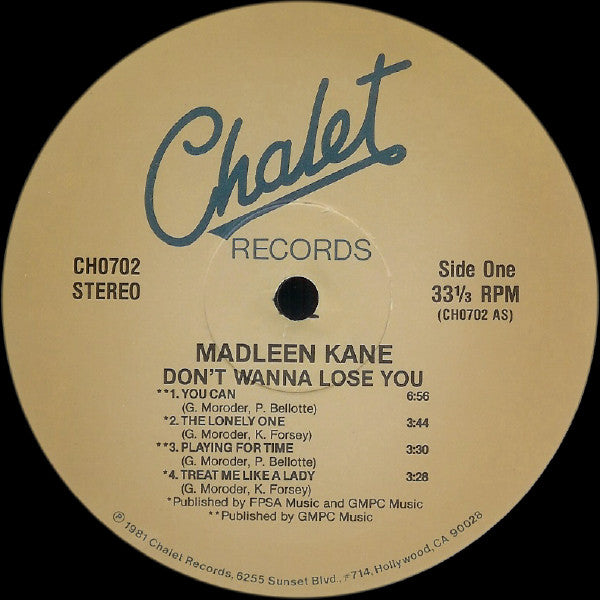 Chalet
RECORDS
CH0702
STEREO
Side One
33⅓ RPM
(CH0702 AS)
MADLEEN KANE
DON'T WANNA LOSE YOU
**1. YOU CAN 6:56
(G. Moroder, P. Bellotte)
*2. THE LONELY ONE 3:44
(G. Moroder, K. Forsey)
**3. PLAYING FOR TIME 3:30
(G. Moroder, P. Bellotte)
*4. TREAT ME LIKE A LADY 3:28
(G. Moroder, K. Forsey)
*Published by FPSA Music and GMPC Music
**Published by GMPC Music
℗ 1981 Chalet Records, 6255 Sunset Blvd., #714, Hollywood, CA 90028